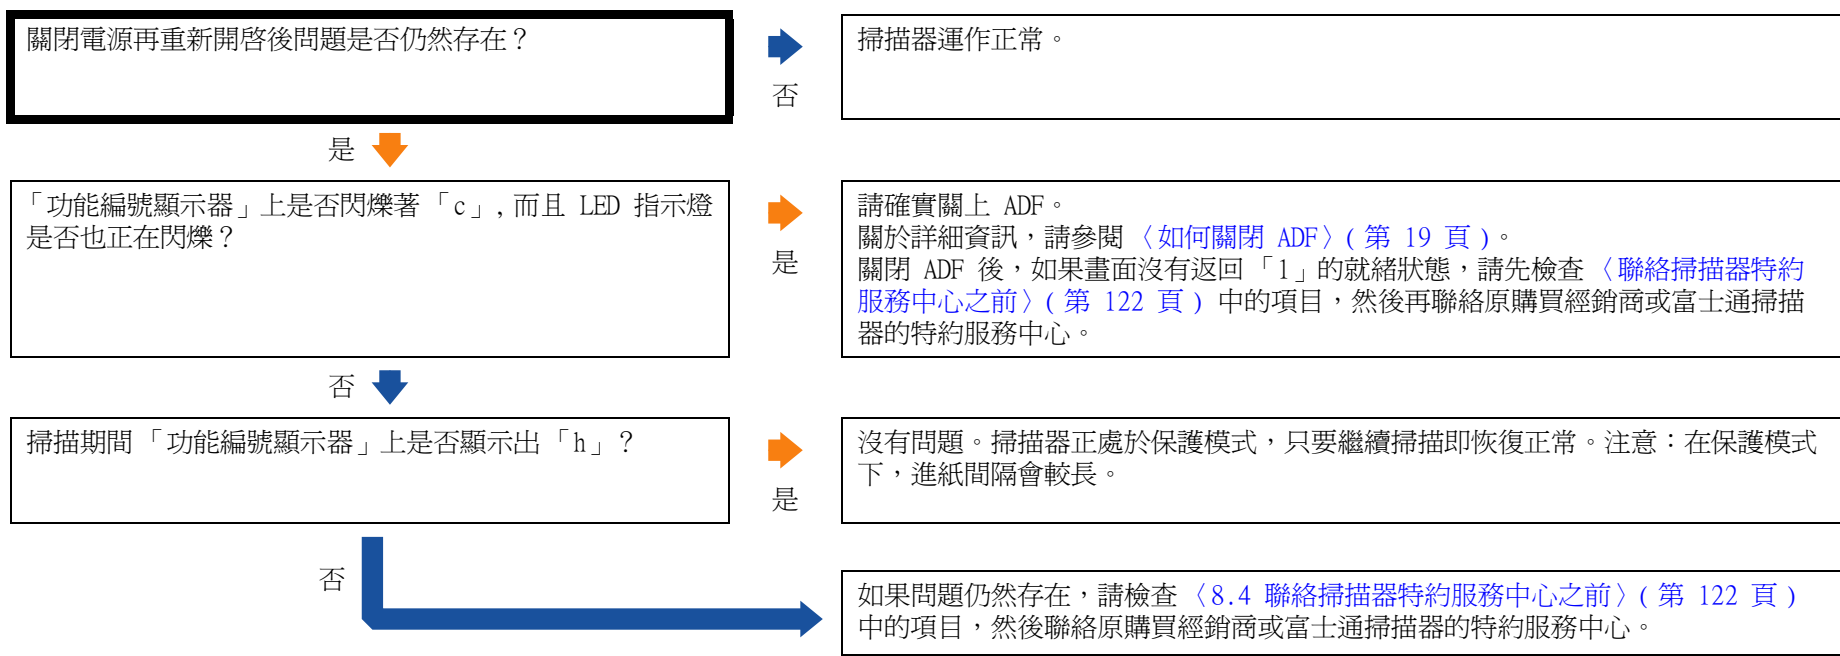 關閉電源再重新開啓後問題是否仍然存在？
否
掃描器運作正常。
是
「功能編號顯示器」上是否閃爍著「c」, 而且 LED 指示燈
是否也正在閃爍？
是
請確實關上 ADF。
關於詳細資訊，請參閱〈如何關閉 ADF〉( 第 19 頁 )。
關閉 ADF 後，如果畫面沒有返回「1」的就緒狀態，請先檢查〈聯絡掃描器特約
服務中心之前〉( 第 122 頁 ) 中的項目，然後再聯絡原購買經銷商或富士通掃描
器的特約服務中心。
否
掃描期間「功能編號顯示器」上是否顯示出「h」？
是
沒有問題。掃描器正處於保護模式，只要繼續掃描即恢復正常。注意：在保護模式
下，進紙間隔會較長。
否
如果問題仍然存在，請檢查〈8.4 聯絡掃描器特約服務中心之前〉( 第 122 頁 )
中的項目，然後聯絡原購買經銷商或富士通掃描器的特約服務中心。